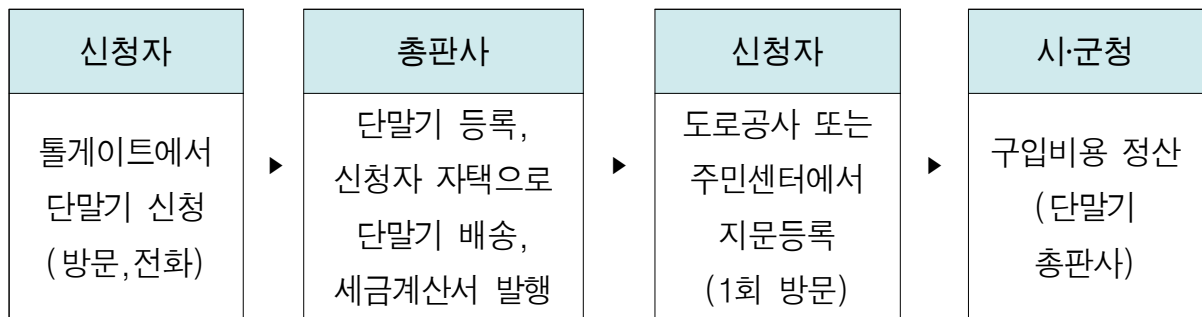 신청자
톨게이트에서
단말기 신청
(방문,전화)
▶
총판사
단말기 등록,
신청자 자택으로
단말기 배송,
세금계산서 발행
▶
신청자
도로공사 또는
주민센터에서
지문등록
(1회 방문)
▶
시·군청
구입비용 정산
(단말기
총판사)